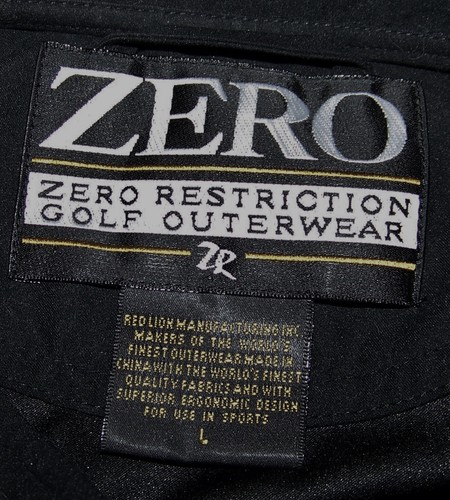 ZERO
ZERO RESTRICTION
GOLF OUTERWEAR
ZR
RED LION MANUFACTURING INC
MAKERS OF THE WORLD'S
FINEST OUTERWEAR MADE IN
CHINA WITH THE WORLD'S FINEST
QUALITY FABRICS AND WITH
SUPERIOR ERGONOMIC DESIGN
FOR USE IN SPORTS
L